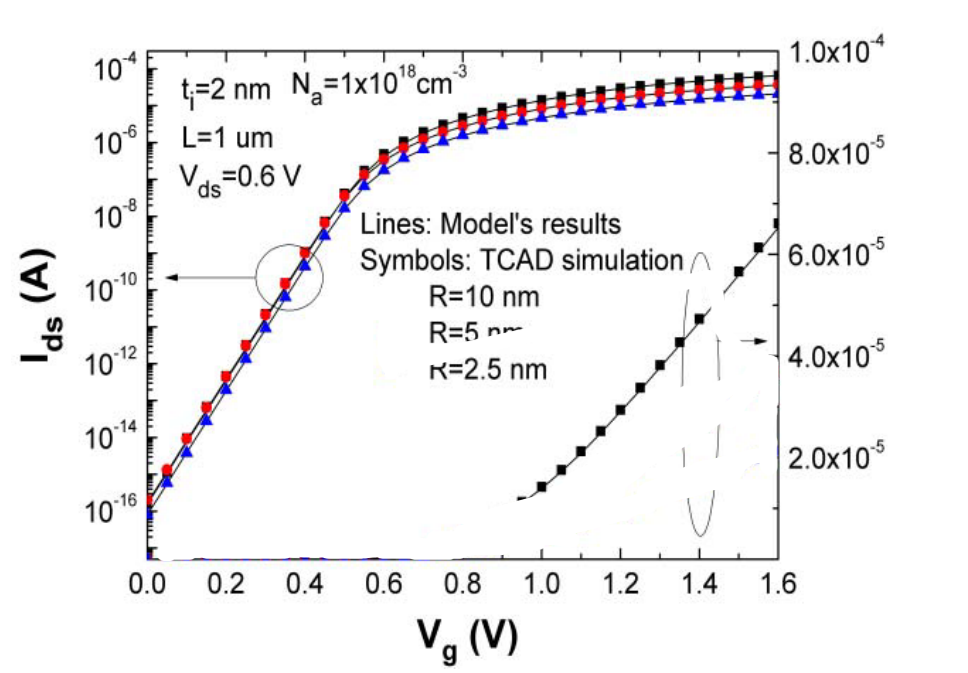 10⁻⁴
10⁻⁶
10⁻⁸
10⁻¹⁰
10⁻¹²
10⁻¹⁴
10⁻¹⁶
I_ds (A)
t_i=2 nm N_a=1x10¹⁸cm⁻³
L=1 um
V_ds=0.6 V
Lines: Model's results
Symbols: TCAD simulation
R=10 nm
R=5
R=2.5 nm
1.0x10⁻⁴
8.0x10⁻⁵
6.0x10⁻⁵
4.0x10⁻⁵
2.0x10⁻⁵
0.0 0.2 0.4 0.6 0.8 1.0 1.2 1.4 1.6
V_g (V)